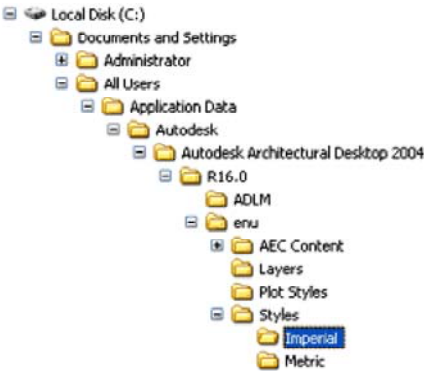 Local Disk (C:)
Documents and Settings
Administrator
All Users
Application Data
Autodesk
Autodesk Architectural Desktop 2004
R16.0
ADLM
enu
AEC Content
Layers
Plot Styles
Styles
Imperial
Metric